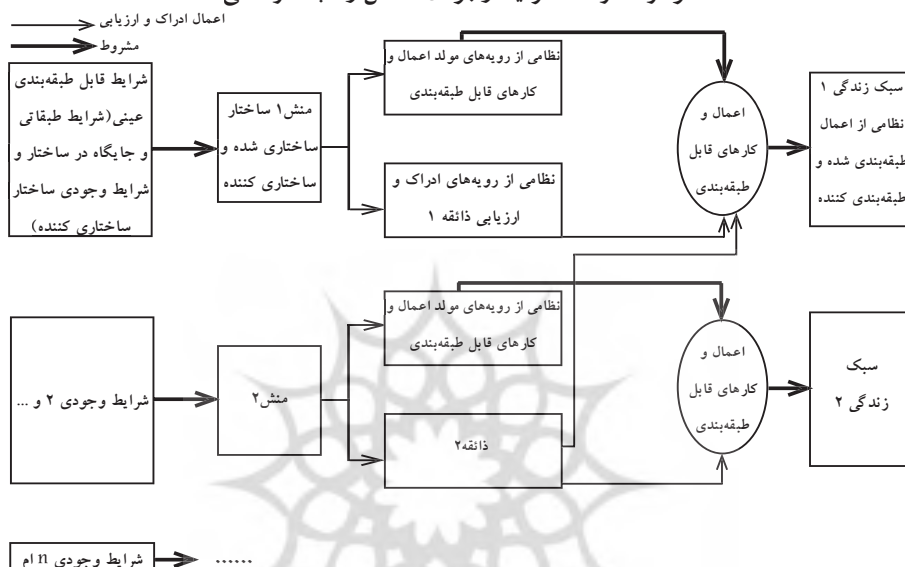 اعمال ادراک و ارزیابی
مشروط
شرایط قابل طبقه‌بندی
عینی(شرایط طبقاتی
و جایگاه در ساختار و
شرایط وجودی ساختار
ساختاری کننده)
منش۱ ساختار
ساختاری شده و
ساختاری کننده
نظامی از رویه‌های مولد اعمال و
کارهای قابل طبقه‌بندی
نظامی از رویه‌های ادراک و
ارزیابی ذائقه ۱
اعمال و
کارهای قابل
طبقه‌بندی
سبک زندگی ۱
نظامی از اعمال
طبقه‌بندی شده و
طبقه‌بندی کننده
شرایط وجودی ۲ و ...
منش۲
نظامی از رویه‌های مولد اعمال و
کارهای قابل طبقه‌بندی
ذائقه۲
اعمال و
کارهای قابل
طبقه‌بندی
سبک
زندگی ۲
شرایط وجودی n ام
......